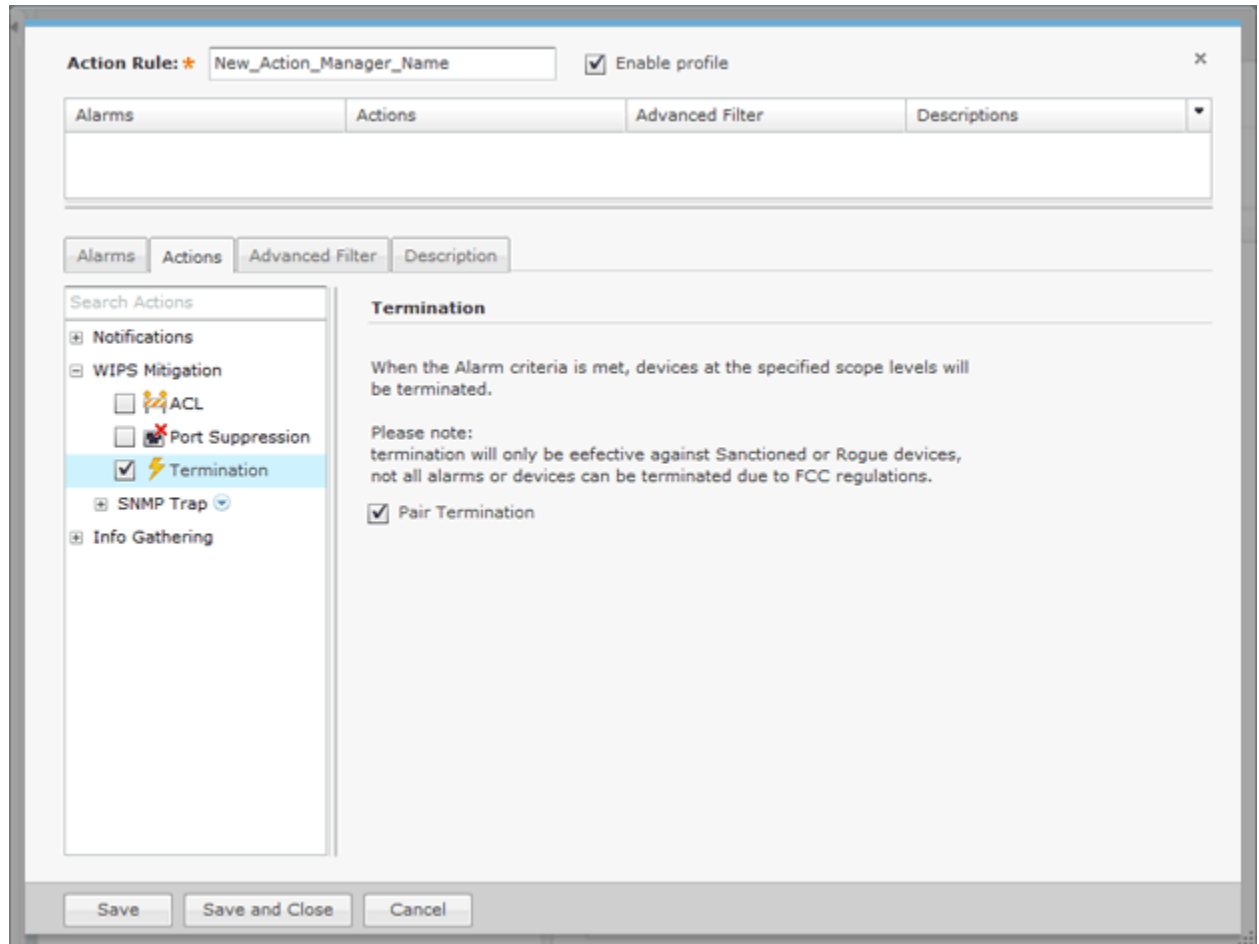 Action Rule: * New_Action_Manager_Name Enable profile
Alarms Actions Advanced Filter Descriptions
Alarms Actions Advanced Filter Description
Search Actions
Notifications
WIPS Mitigation
ACL
Port Suppression
Termination
SNMP Trap
Info Gathering
Termination
When the Alarm criteria is met, devices at the specified scope levels will
be terminated.
Please note:
termination will only be eefective against Sanctioned or Rogue devices,
not all alarms or devices can be terminated due to FCC regulations.
Pair Termination
Save Save and Close Cancel